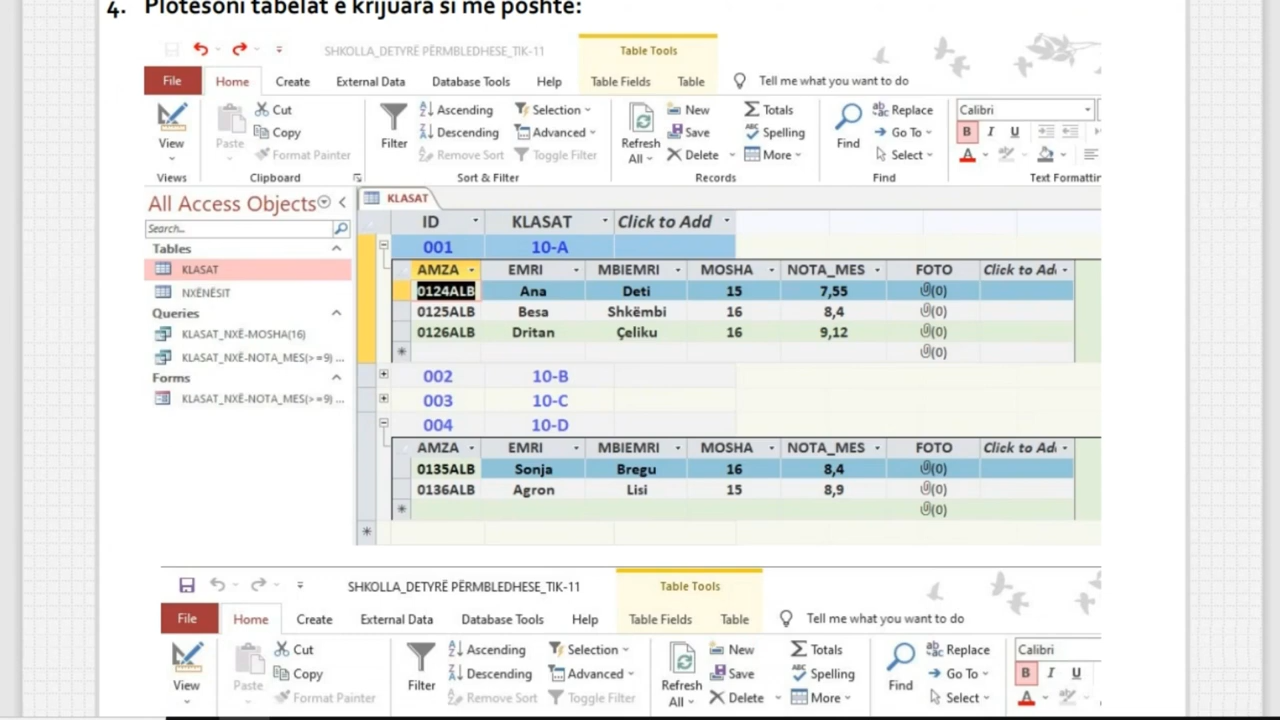 4. Plotësoni tabelat e krijuara si më poshtë:
SHKOLLA_DETYRË PËRMBLEDHESE_TIK-11 Table Tools
File Home Create External Data Database Tools Help Table Fields Table Tell me what you want to do
View Paste Cut Copy Format Painter Filter Ascending Descending Remove Sort Selection Advanced Toggle Filter Refresh All New Save Delete Totals Spelling More Find Replace Go To Select Calibri B I U A
Views Clipboard Sort & Filter Records Find Text Formattin
All Access Objects
Search...
Tables
KLASAT
NXËNËSIT
Queries
KLASAT_NXË-MOSHA(16)
KLASAT_NXË-NOTA_MES(>=9) ...
Forms
KLASAT_NXË-NOTA_MES(>=9) ...
KLASAT
ID KLASAT Click to Add
001 10-A
AMZA EMRI MBIEMRI MOSHA NOTA_MES FOTO Click to Ad
0124ALB Ana Deti 15 7,55 (0)
0125ALB Besa Shkëmbi 16 8,4 (0)
0126ALB Dritan Çeliku 16 9,12 (0)
* (0)
002 10-B
003 10-C
004 10-D
AMZA EMRI MBIEMRI MOSHA NOTA_MES FOTO Click to Ad
0135ALB Sonja Bregu 16 8,4 (0)
0136ALB Agron Lisi 15 8,9 (0)
* (0)
*
SHKOLLA_DETYRË PËRMBLEDHESE_TIK-11 Table Tools
File Home Create External Data Database Tools Help Table Fields Table Tell me what you want to do
View Paste Cut Copy Format Painter Filter Ascending Descending Remove Sort Selection Advanced Toggle Filter Refresh All New Save Delete Totals Spelling More Find Replace Go To Select Calibri B I U A